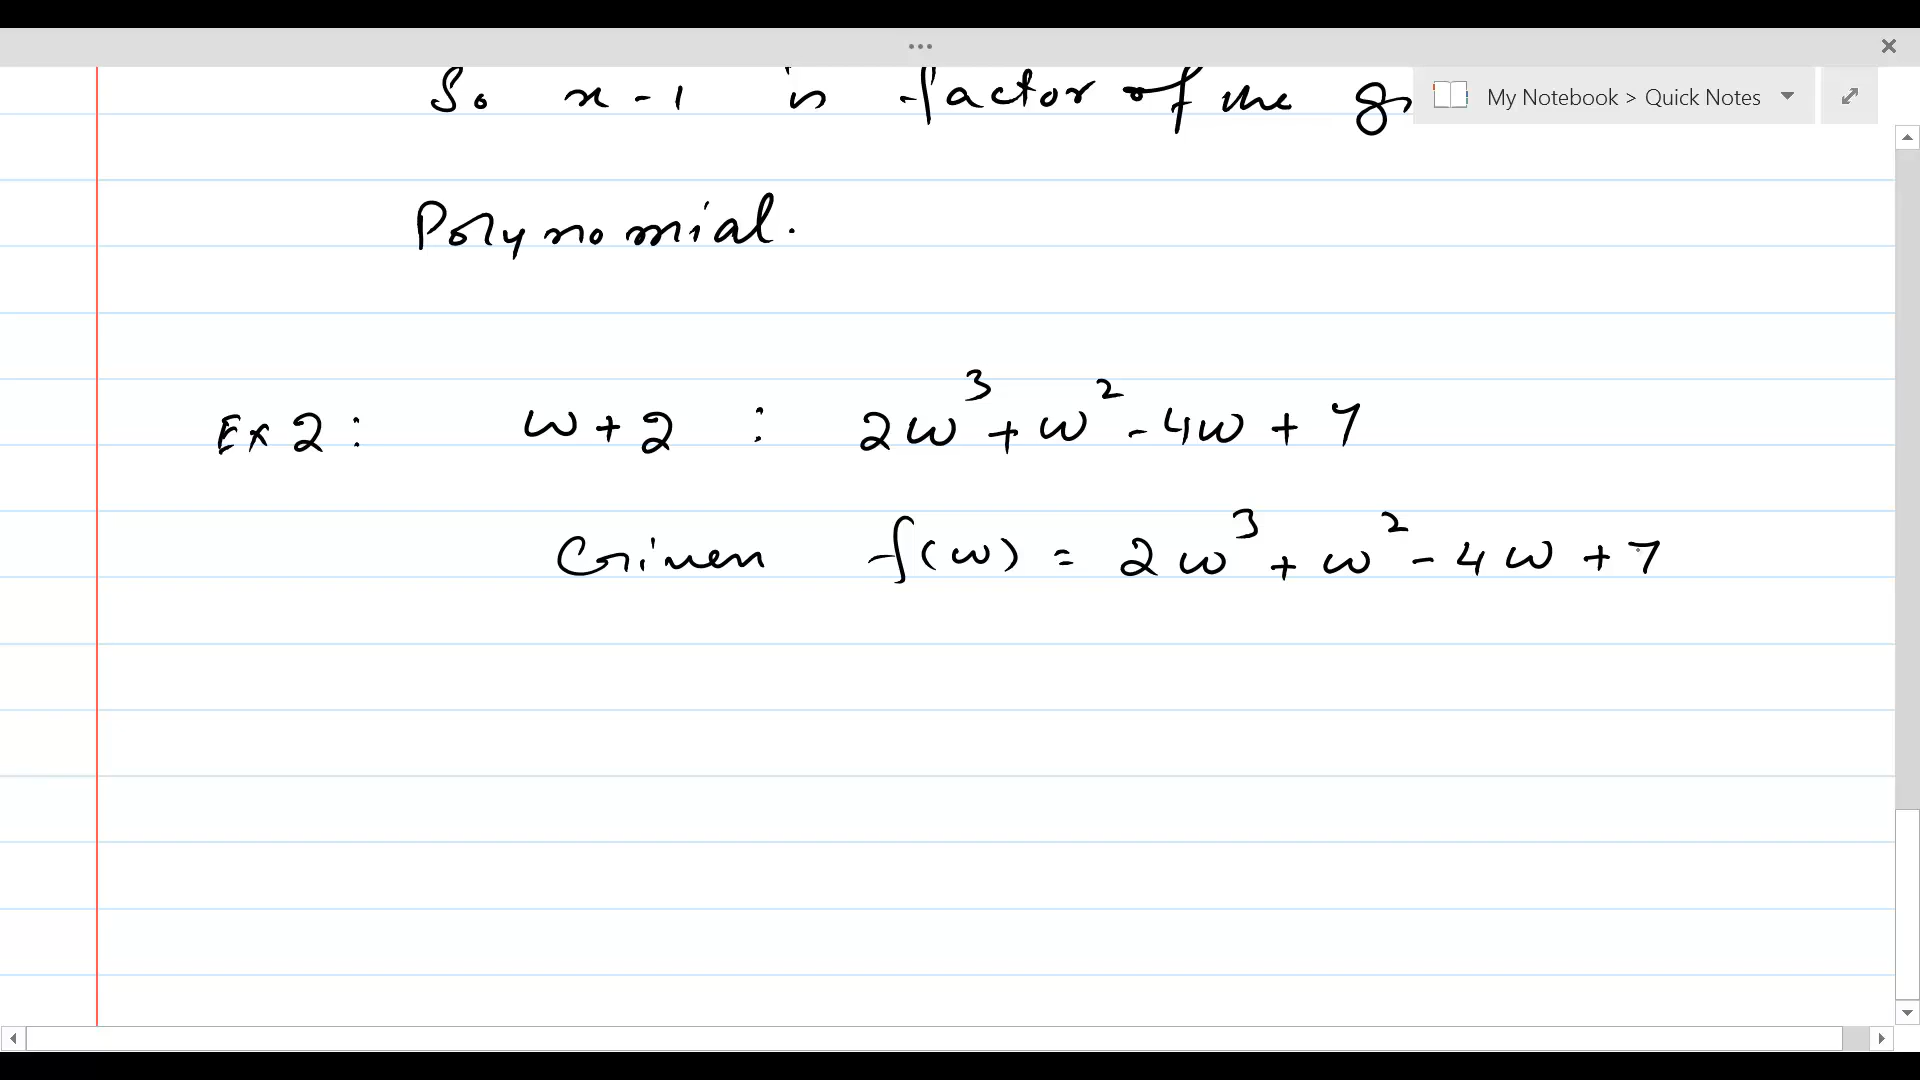 So x-1 is factor of the g
My Notebook > Quick Notes
Polynomial.
Ex 2: w+2 : 2w³+w²-4w+7
Given f(w) = 2w³+w²-4w+7